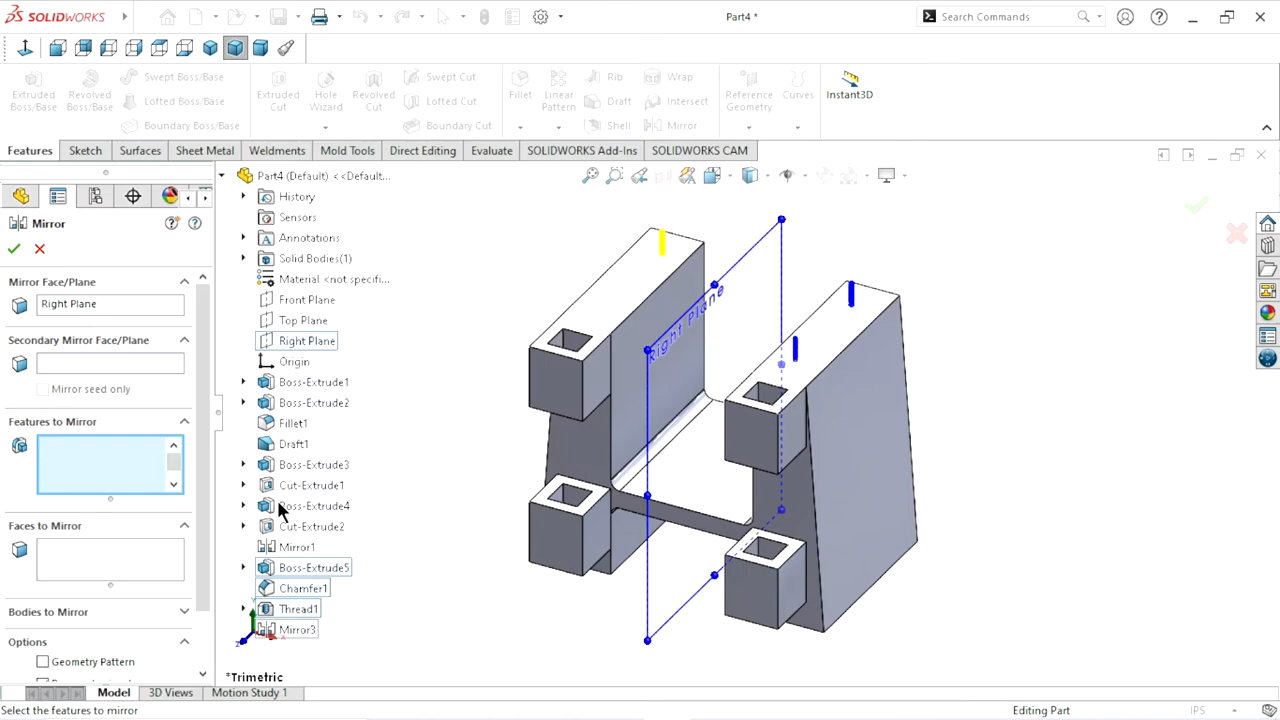 SOLIDWORKS
Part4 *
Search Commands
Extruded Boss/Base
Revolved Boss/Base
Swept Boss/Base
Lofted Boss/Base
Boundary Boss/Base
Extruded Cut
Hole Wizard
Revolved Cut
Swept Cut
Lofted Cut
Boundary Cut
Fillet
Linear Pattern
Rib
Draft
Shell
Wrap
Intersect
Mirror
Reference Geometry
Curves
Instant3D
Features
Sketch
Surfaces
Sheet Metal
Weldments
Mold Tools
Direct Editing
Evaluate
SOLIDWORKS Add-Ins
SOLIDWORKS CAM
Mirror
Mirror Face/Plane
Right Plane
Secondary Mirror Face/Plane
Mirror seed only
Features to Mirror
Faces to Mirror
Bodies to Mirror
Options
Geometry Pattern
Part4 (Default) <<Default...
History
Sensors
Annotations
Solid Bodies(1)
Material <not specifi...
Front Plane
Top Plane
Right Plane
Origin
Boss-Extrude1
Boss-Extrude2
Fillet1
Draft1
Boss-Extrude3
Cut-Extrude1
Boss-Extrude4
Cut-Extrude2
Mirror1
Boss-Extrude5
Chamfer1
Thread1
Mirror3
Right Plane
*Trimetric
Model
3D Views
Motion Study 1
Select the features to mirror
Editing Part
IPS